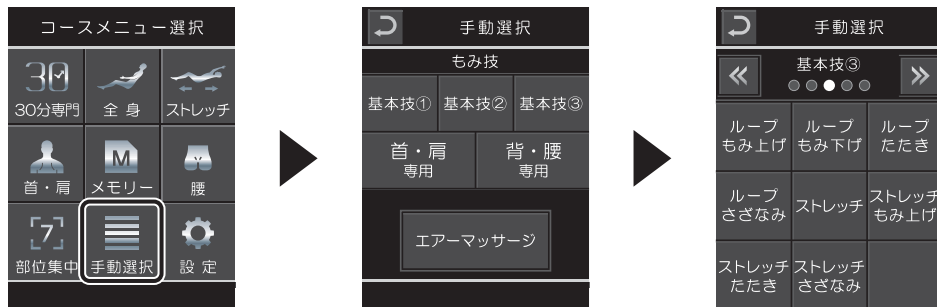 コースメニュー選択
30
30分専門
全身
ストレッチ
首・肩
M
メモリー
腰
7
部位集中
手動選択
設定
手動選択
もみ技
基本技①
基本技②
基本技③
首・肩
専用
背・腰
専用
エアーマッサージ
手動選択
基本技③
ループ
もみ上げ
ループ
もみ下げ
ループ
たたき
ループ
さざなみ
ストレッチ
ストレッチ
もみ上げ
ストレッチ
たたき
ストレッチ
さざなみ